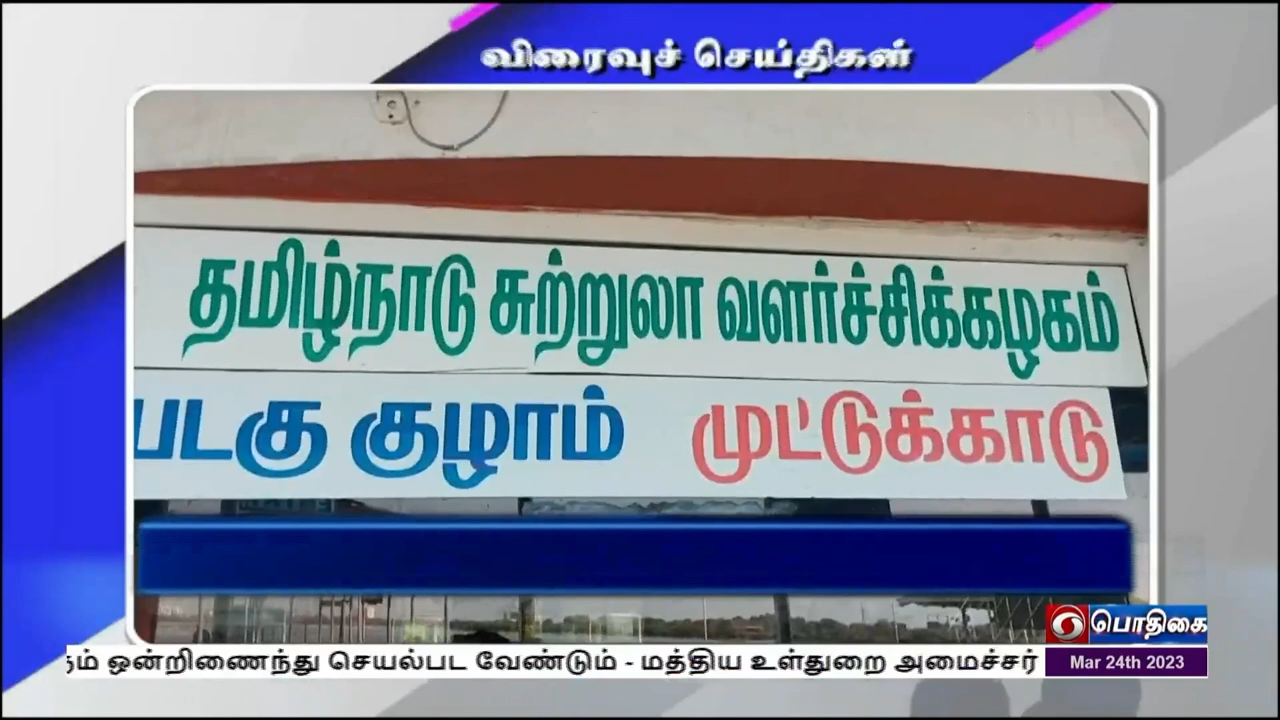 விரைவுச் செய்திகள்
தமிழ்நாடு சுற்றுலா வளர்ச்சிக்கழகம்
படகு குழாம் முட்டுக்காடு
பொதிகை
ஒன்றிணைந்து செயல்பட வேண்டும் - மத்திய உள்துறை அமைச்சர்
Mar 24th 2023